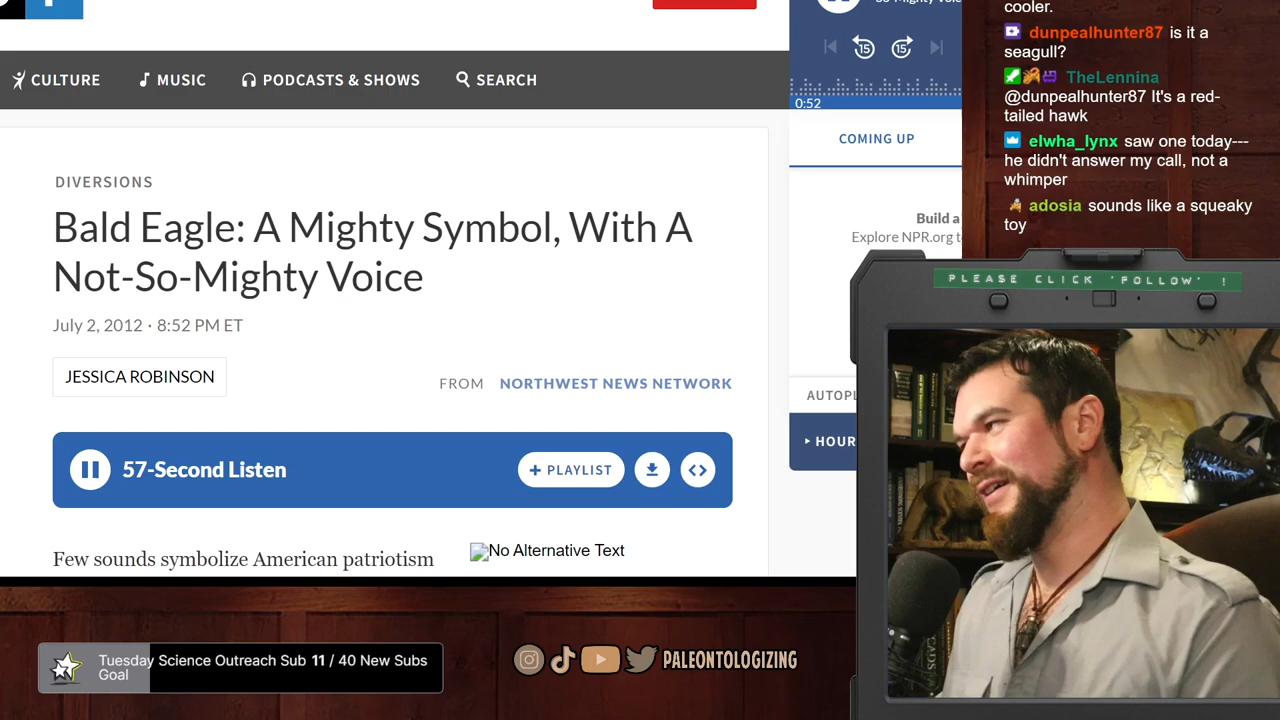 CULTURE
MUSIC
PODCASTS & SHOWS
SEARCH
DIVERSIONS
Bald Eagle: A Mighty Symbol, With A
Not-So-Mighty Voice
July 2, 2012 · 8:52 PM ET
JESSICA ROBINSON
FROM NORTHWEST NEWS NETWORK
57-Second Listen
+ PLAYLIST
Few sounds symbolize American patriotism
No Alternative Text
15
15
0:52
COMING UP
Build a
Explore NPR.org
HOUR
cooler.
dunpealhunter87 is it a
seagull?
TheLennina
@dunpealhunter87 It's a red-
tailed hawk
elwha_lynx saw one today---
he didn't answer my call, not a
whimper
adosia sounds like a squeaky
toy
PLEASE CLICK 'FOLLOW' !
Tuesday Science Outreach Sub 11 / 40 New Subs
Goal
PALEONTOLOGIZING